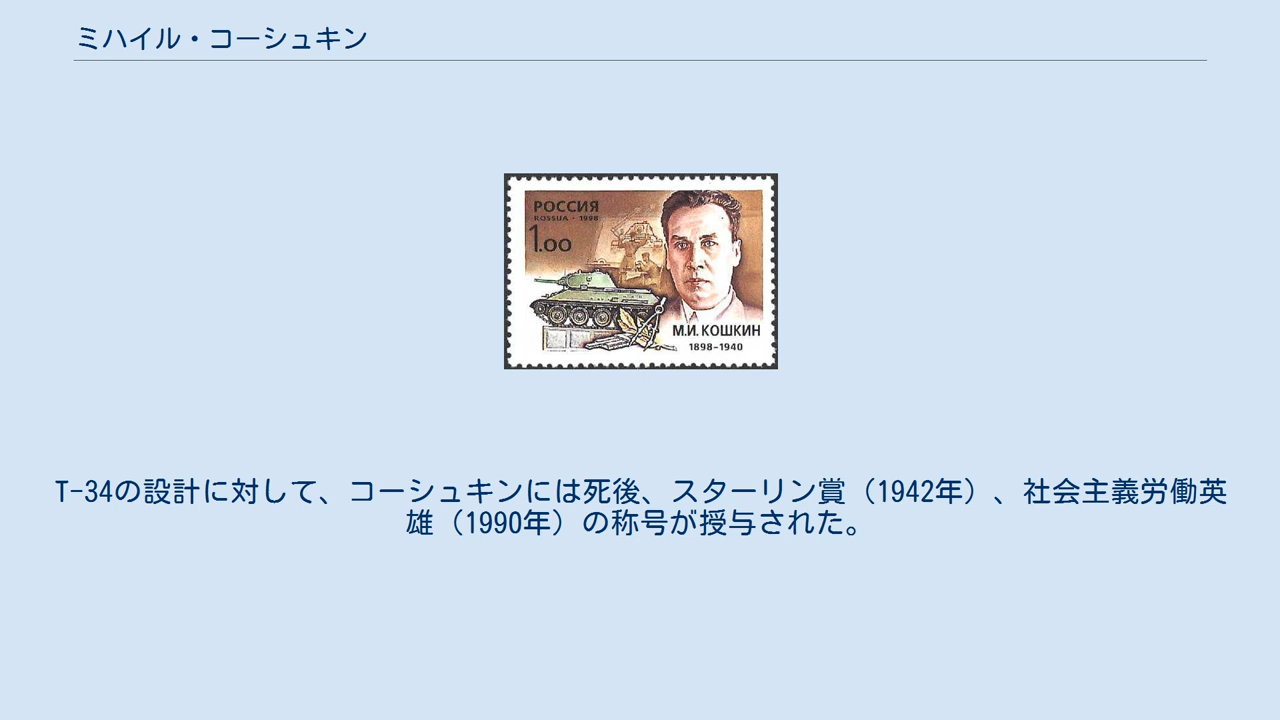 ミハイル・コーシュキン
РОССИЯ
ROSSIJA · 1998
1.00
М.И. КОШКИН
1898-1940
T-34の設計に対して、コーシュキンには死後、スターリン賞（1942年）、社会主義労働英
雄（1990年）の称号が授与された。